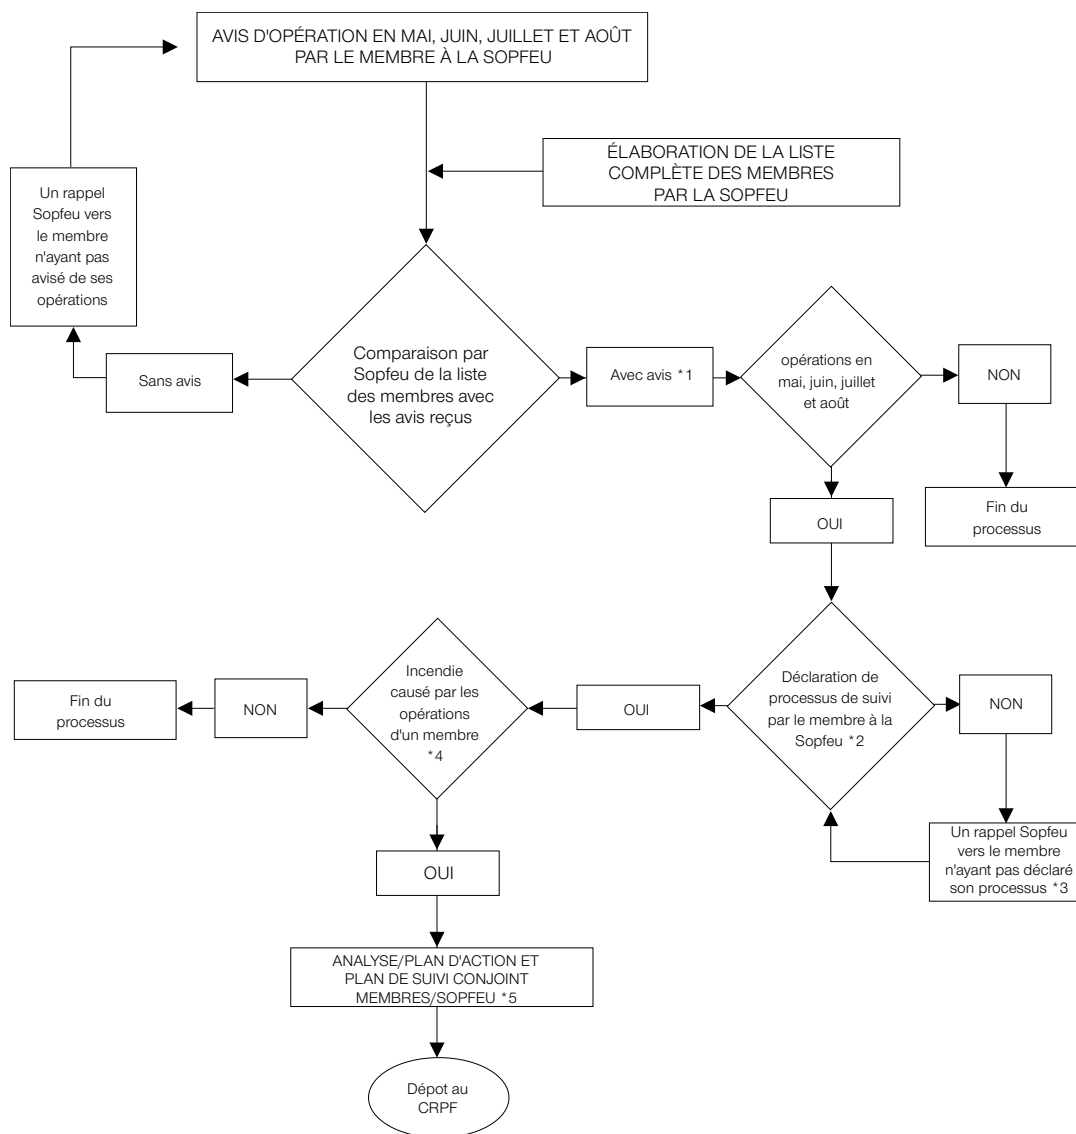 AVIS D'OPÉRATION EN MAI, JUIN, JUILLET ET AOÛT
PAR LE MEMBRE À LA SOPFEU
ÉLABORATION DE LA LISTE
COMPLÈTE DES MEMBRES
PAR LA SOPFEU
Un rappel
Sopfeu vers
le membre
n'ayant pas
avisé de ses
opérations
Sans avis
Comparaison par
Sopfeu de la liste
des membres avec
les avis reçus
Avec avis *1
opérations en
mai, juin, juillet
et août
NON
Fin du
processus
OUI
Déclaration de
processus de suivi
par le membre à la
Sopfeu *2
NON
Un rappel Sopfeu
vers le membre
n'ayant pas déclaré
son processus *3
OUI
Incendie
causé par les
opérations
d'un membre
*4
NON
Fin du
processus
OUI
ANALYSE/PLAN D'ACTION ET
PLAN DE SUIVI CONJOINT
MEMBRES/SOPFEU *5
Dépot au
CRPF